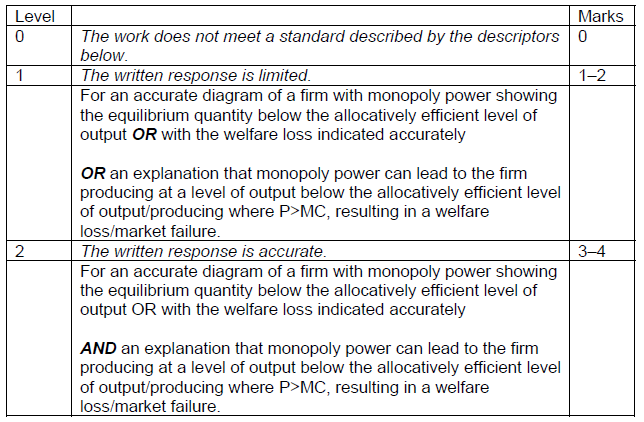 Level Marks
0 The work does not meet a standard described by the descriptors 0
below.
1 The written response is limited. 1–2
For an accurate diagram of a firm with monopoly power showing
the equilibrium quantity below the allocatively efficient level of
output OR with the welfare loss indicated accurately
OR an explanation that monopoly power can lead to the firm
producing at a level of output below the allocatively efficient level
of output/producing where P>MC, resulting in a welfare
loss/market failure.
2 The written response is accurate. 3–4
For an accurate diagram of a firm with monopoly power showing
the equilibrium quantity below the allocatively efficient level of
output OR with the welfare loss indicated accurately
AND an explanation that monopoly power can lead to the firm
producing at a level of output below the allocatively efficient level
of output/producing where P>MC, resulting in a welfare
loss/market failure.